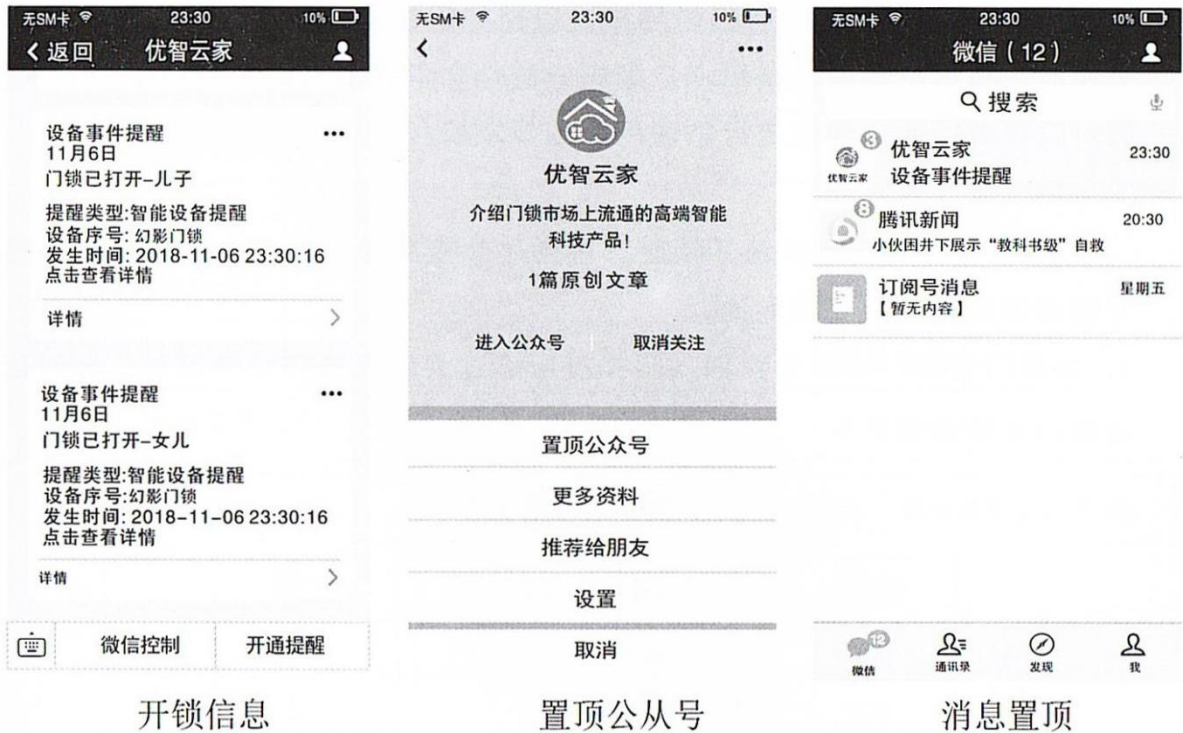 无SM卡 23:30 10%
返回 优智云家
设备事件提醒
11月6日
门锁已打开–儿子
提醒类型:智能设备提醒
设备序号: 幻影门锁
发生时间: 2018-11-06 23:30:16
点击查看详情
详情
设备事件提醒
11月6日
门锁已打开–女儿
提醒类型:智能设备提醒
设备序号:幻影门锁
发生时间: 2018–11–06 23:30:16
点击查看详情
详情
微信控制 开通提醒
开锁信息
无SM卡 23:30 10%
优智云家
介绍门锁市场上流通的高端智能
科技产品!
1篇原创文章
进入公众号 取消关注
置顶公众号
更多资料
推荐给朋友
设置
取消
置顶公从号
无SM卡 23:30 10%
微信（12）
搜索
3
优智云家
优智云家 23:30
设备事件提醒
8
腾讯新闻 20:30
小伙困井下展示“教科书级”自救
订阅号消息 星期五
【暂无内容】
12
微信 通讯录 发现 我
消息置顶